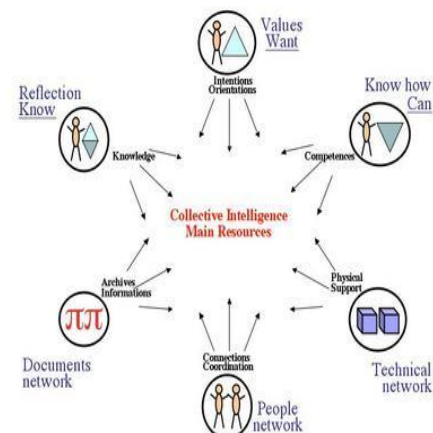 Values
Want
Intentions
Orientations
Reflection
Know
Knowledge
Know how
Can
Competences
Collective Intelligence
Main Resources
Archives
Informations
ππ
Documents
network
Physical
Support
Technical
network
Connections
Coordination
People
network